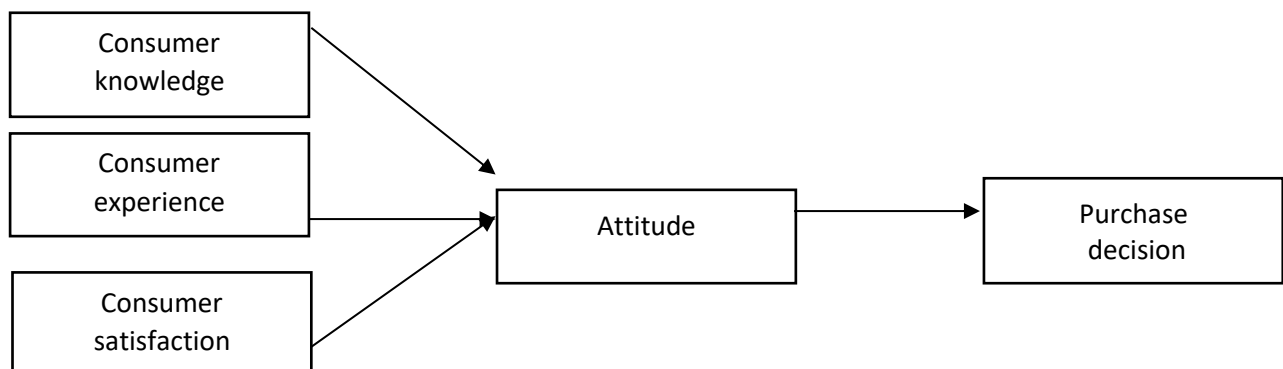 Consumer
knowledge
Consumer
experience
Consumer
satisfaction
Attitude
Purchase
decision